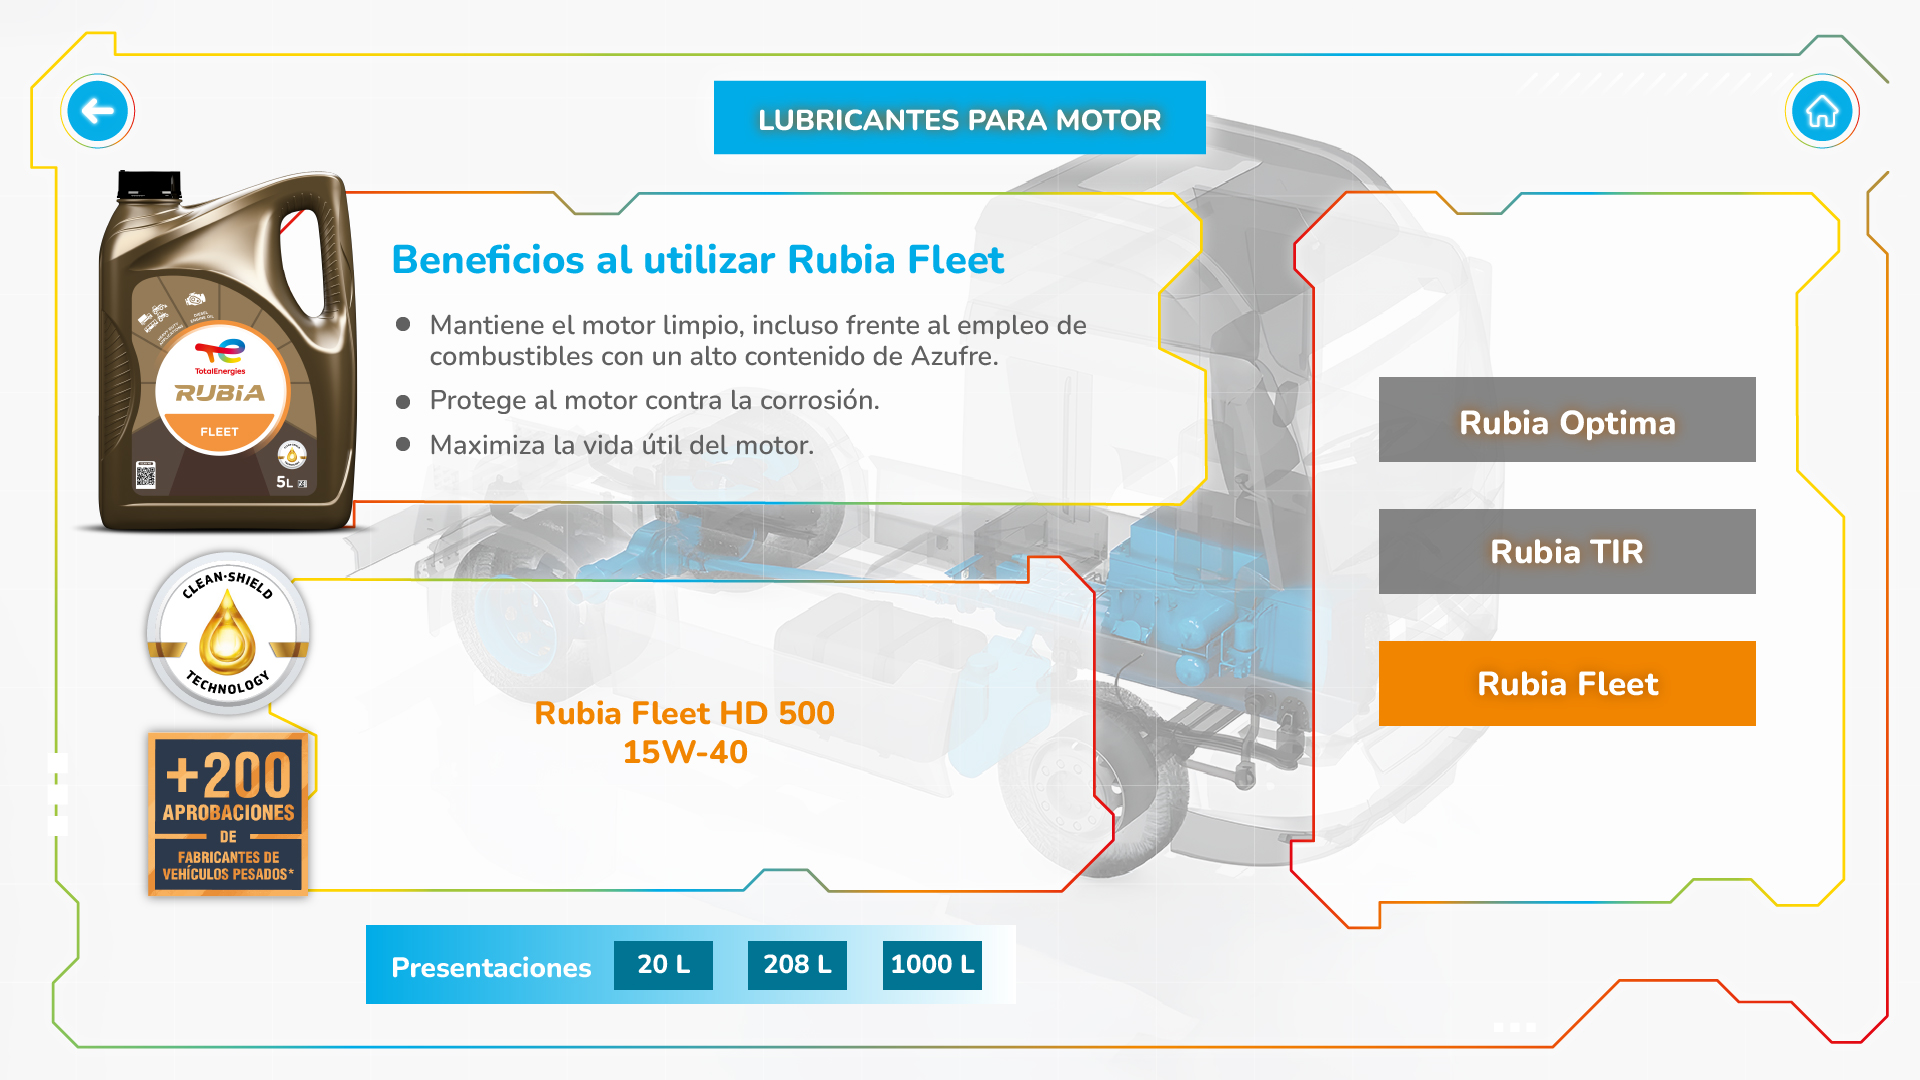 LUBRICANTES PARA MOTOR
Beneficios al utilizar Rubia Fleet
Mantiene el motor limpio, incluso frente al empleo de
combustibles con un alto contenido de Azufre.
Protege al motor contra la corrosión.
Maximiza la vida útil del motor.
TotalEnergies
RUBIA
FLEET
5L
CLEAN·SHIELD
TECHNOLOGY
+200
APROBACIONES
DE
FABRICANTES DE
VEHÍCULOS PESADOS*
Rubia Fleet HD 500
15W-40
Presentaciones
20 L
208 L
1000 L
Rubia Optima
Rubia TIR
Rubia Fleet